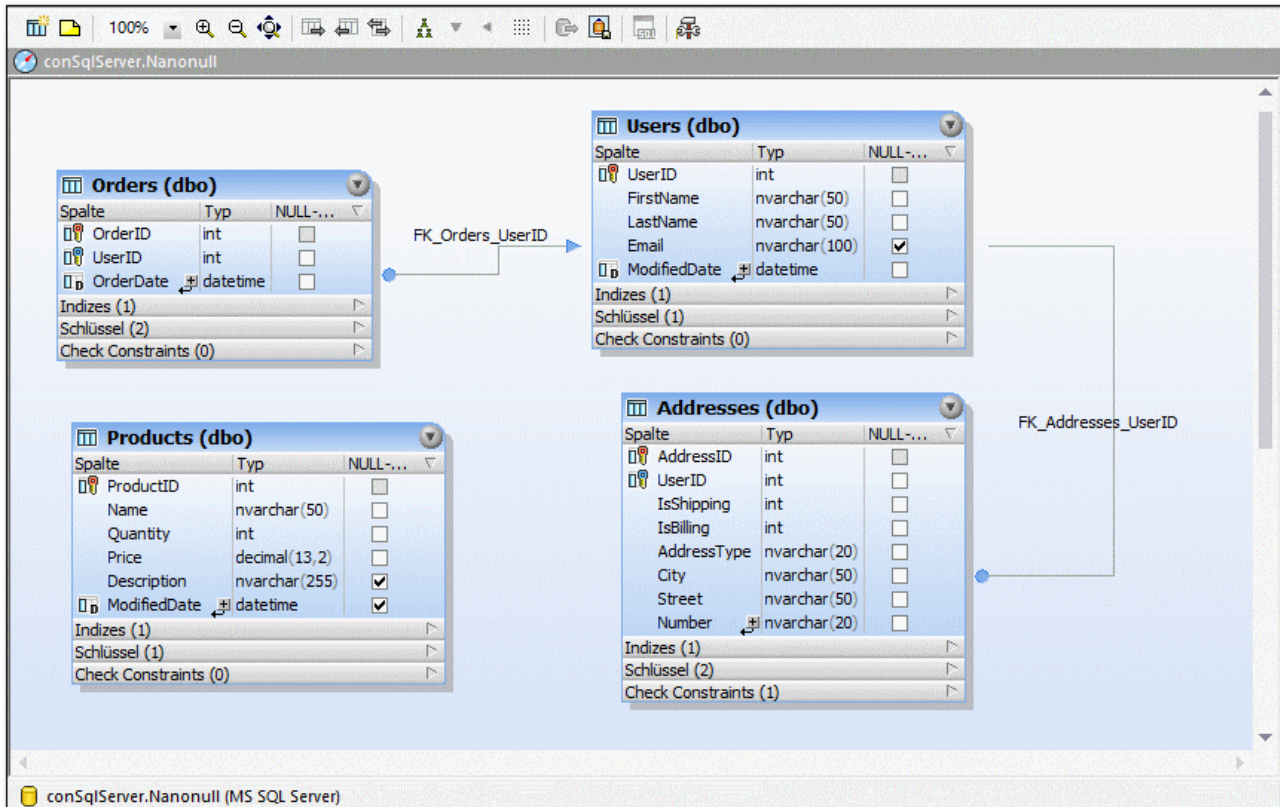 100%
conSqlServer.Nanonull
Users (dbo)
Spalte Typ NULL-...
UserID int
FirstName nvarchar(50)
LastName nvarchar(50)
Email nvarchar(100)
ModifiedDate datetime
Indizes (1)
Schlüssel (1)
Check Constraints (0)
Orders (dbo)
Spalte Typ NULL-...
OrderID int
UserID int
OrderDate datetime
Indizes (1)
Schlüssel (2)
Check Constraints (0)
FK_Orders_UserID
Products (dbo)
Spalte Typ NULL-...
ProductID int
Name nvarchar(50)
Quantity int
Price decimal(13,2)
Description nvarchar(255)
ModifiedDate datetime
Indizes (1)
Schlüssel (1)
Check Constraints (0)
Addresses (dbo)
Spalte Typ NULL-...
AddressID int
UserID int
IsShipping int
IsBilling int
AddressType nvarchar(20)
City nvarchar(50)
Street nvarchar(50)
Number nvarchar(20)
Indizes (1)
Schlüssel (2)
Check Constraints (1)
FK_Addresses_UserID
conSqlServer.Nanonull (MS SQL Server)